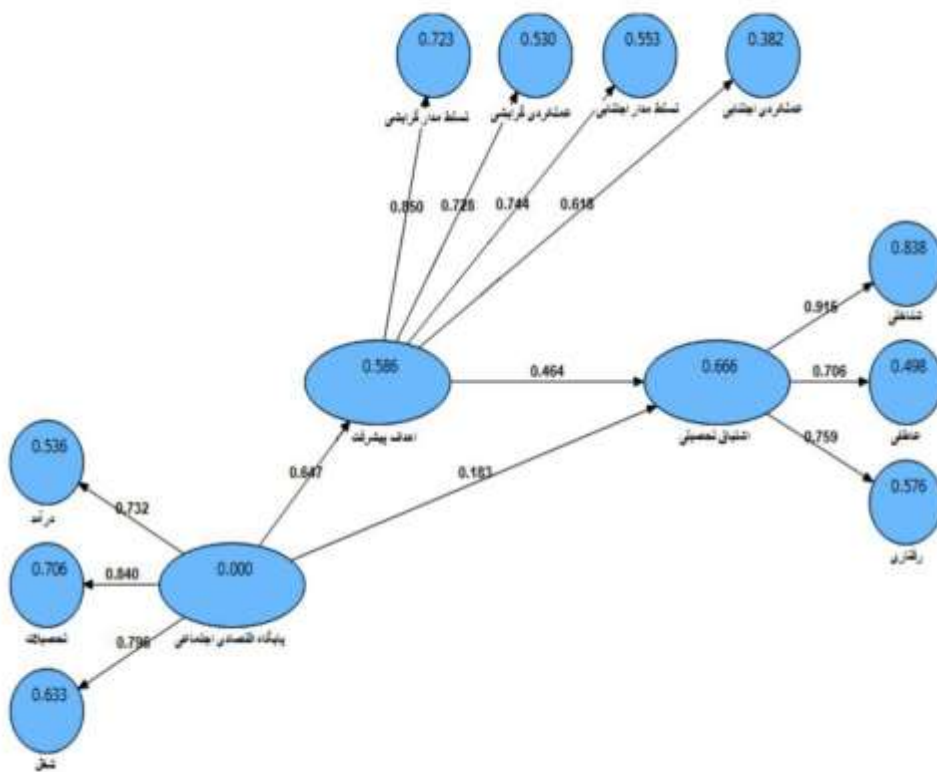 0.723
0.530
0.553
0.382
تسلط مدار گرایشی
عملکردی گرایشی
تسلط مدار اجتنابی
عملکردی اجتنابی
0.850
0.728
0.744
0.618
0.838
شناختی
0.916
0.586
اهداف پیشرفت
0.464
0.666
اشتیاق تحصیلی
0.706
0.498
عاطفی
0.759
0.576
رفتاری
0.536
درآمد
0.732
0.647
0.183
0.706
تحصیلات
0.840
0.000
پایگاه اقتصادی اجتماعی
0.796
0.633
شغل